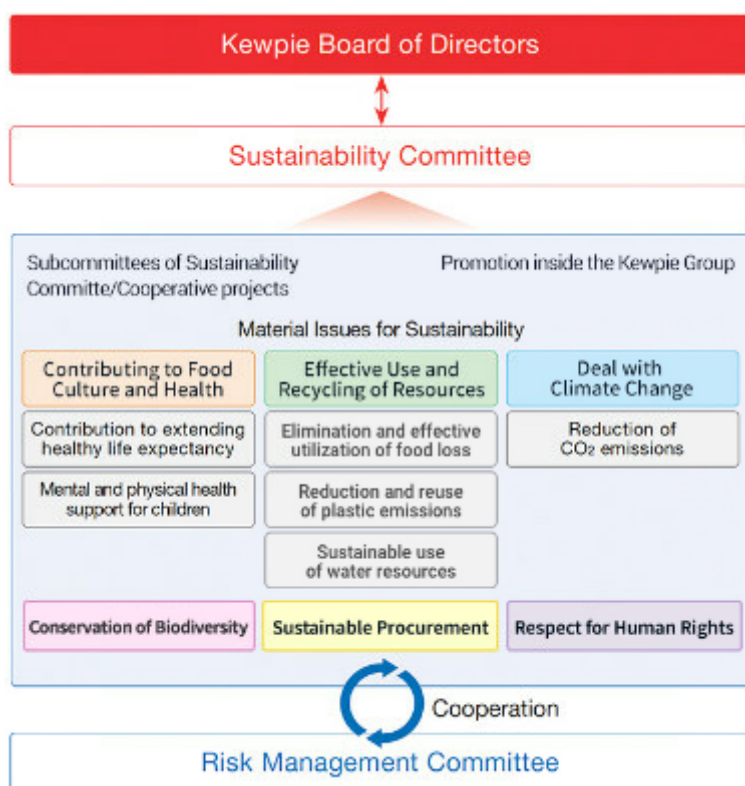 Kewpie Board of Directors
Sustainability Committee
Subcommittees of Sustainability
Committe/Cooperative projects
Promotion inside the Kewpie Group
Material Issues for Sustainability
Contributing to Food
Culture and Health
Contribution to extending
healthy life expectancy
Mental and physical health
support for children
Effective Use and
Recycling of Resources
Elimination and effective
utilization of food loss
Reduction and reuse
of plastic emissions
Sustainable use
of water resources
Deal with
Climate Change
Reduction of
CO₂ emissions
Conservation of Biodiversity
Sustainable Procurement
Respect for Human Rights
Cooperation
Risk Management Committee